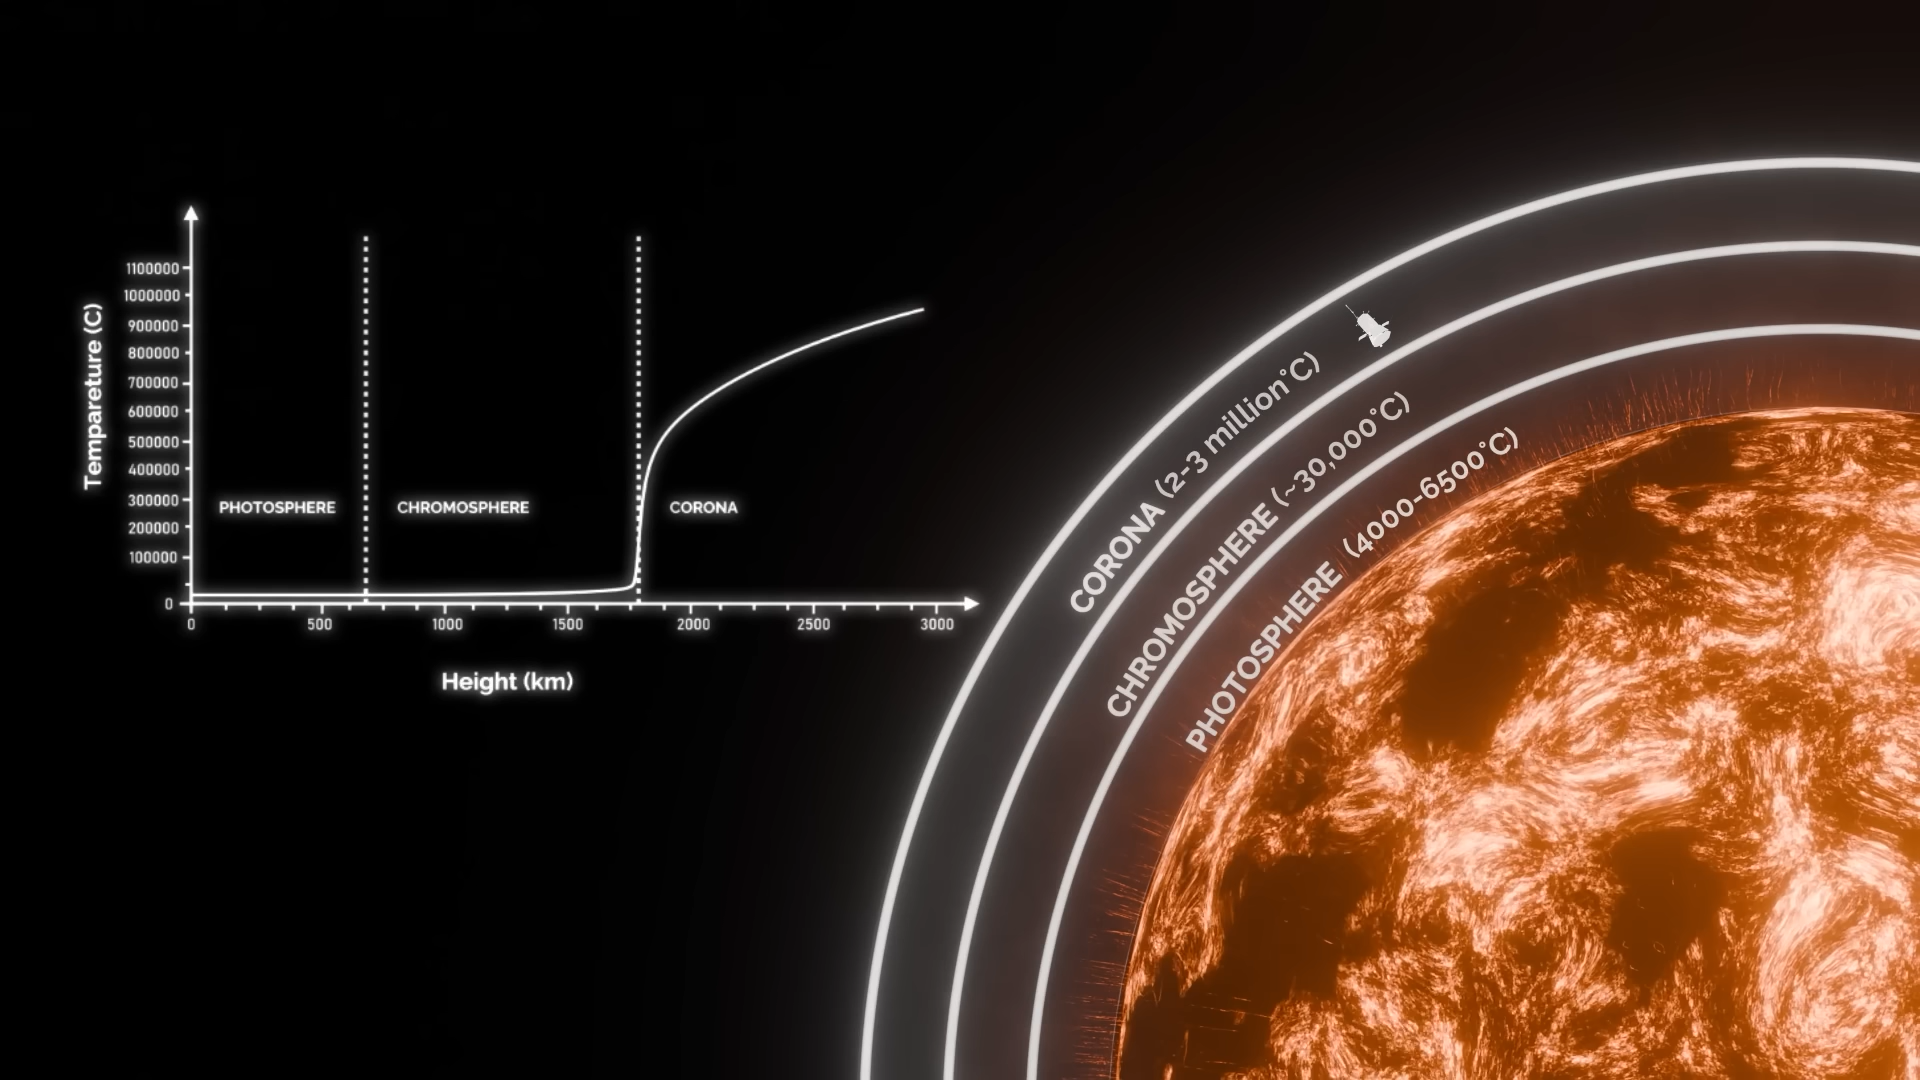 1100000
1000000
900000
800000
700000
600000
500000
400000
300000
200000
100000
0
Tempareture (C)
PHOTOSPHERE
CHROMOSPHERE
CORONA
0 500 1000 1500 2000 2500 3000
Height (km)
CORONA (2-3 million°C)
CHROMOSPHERE (~30,000°C)
PHOTOSPHERE (4000-6500°C)